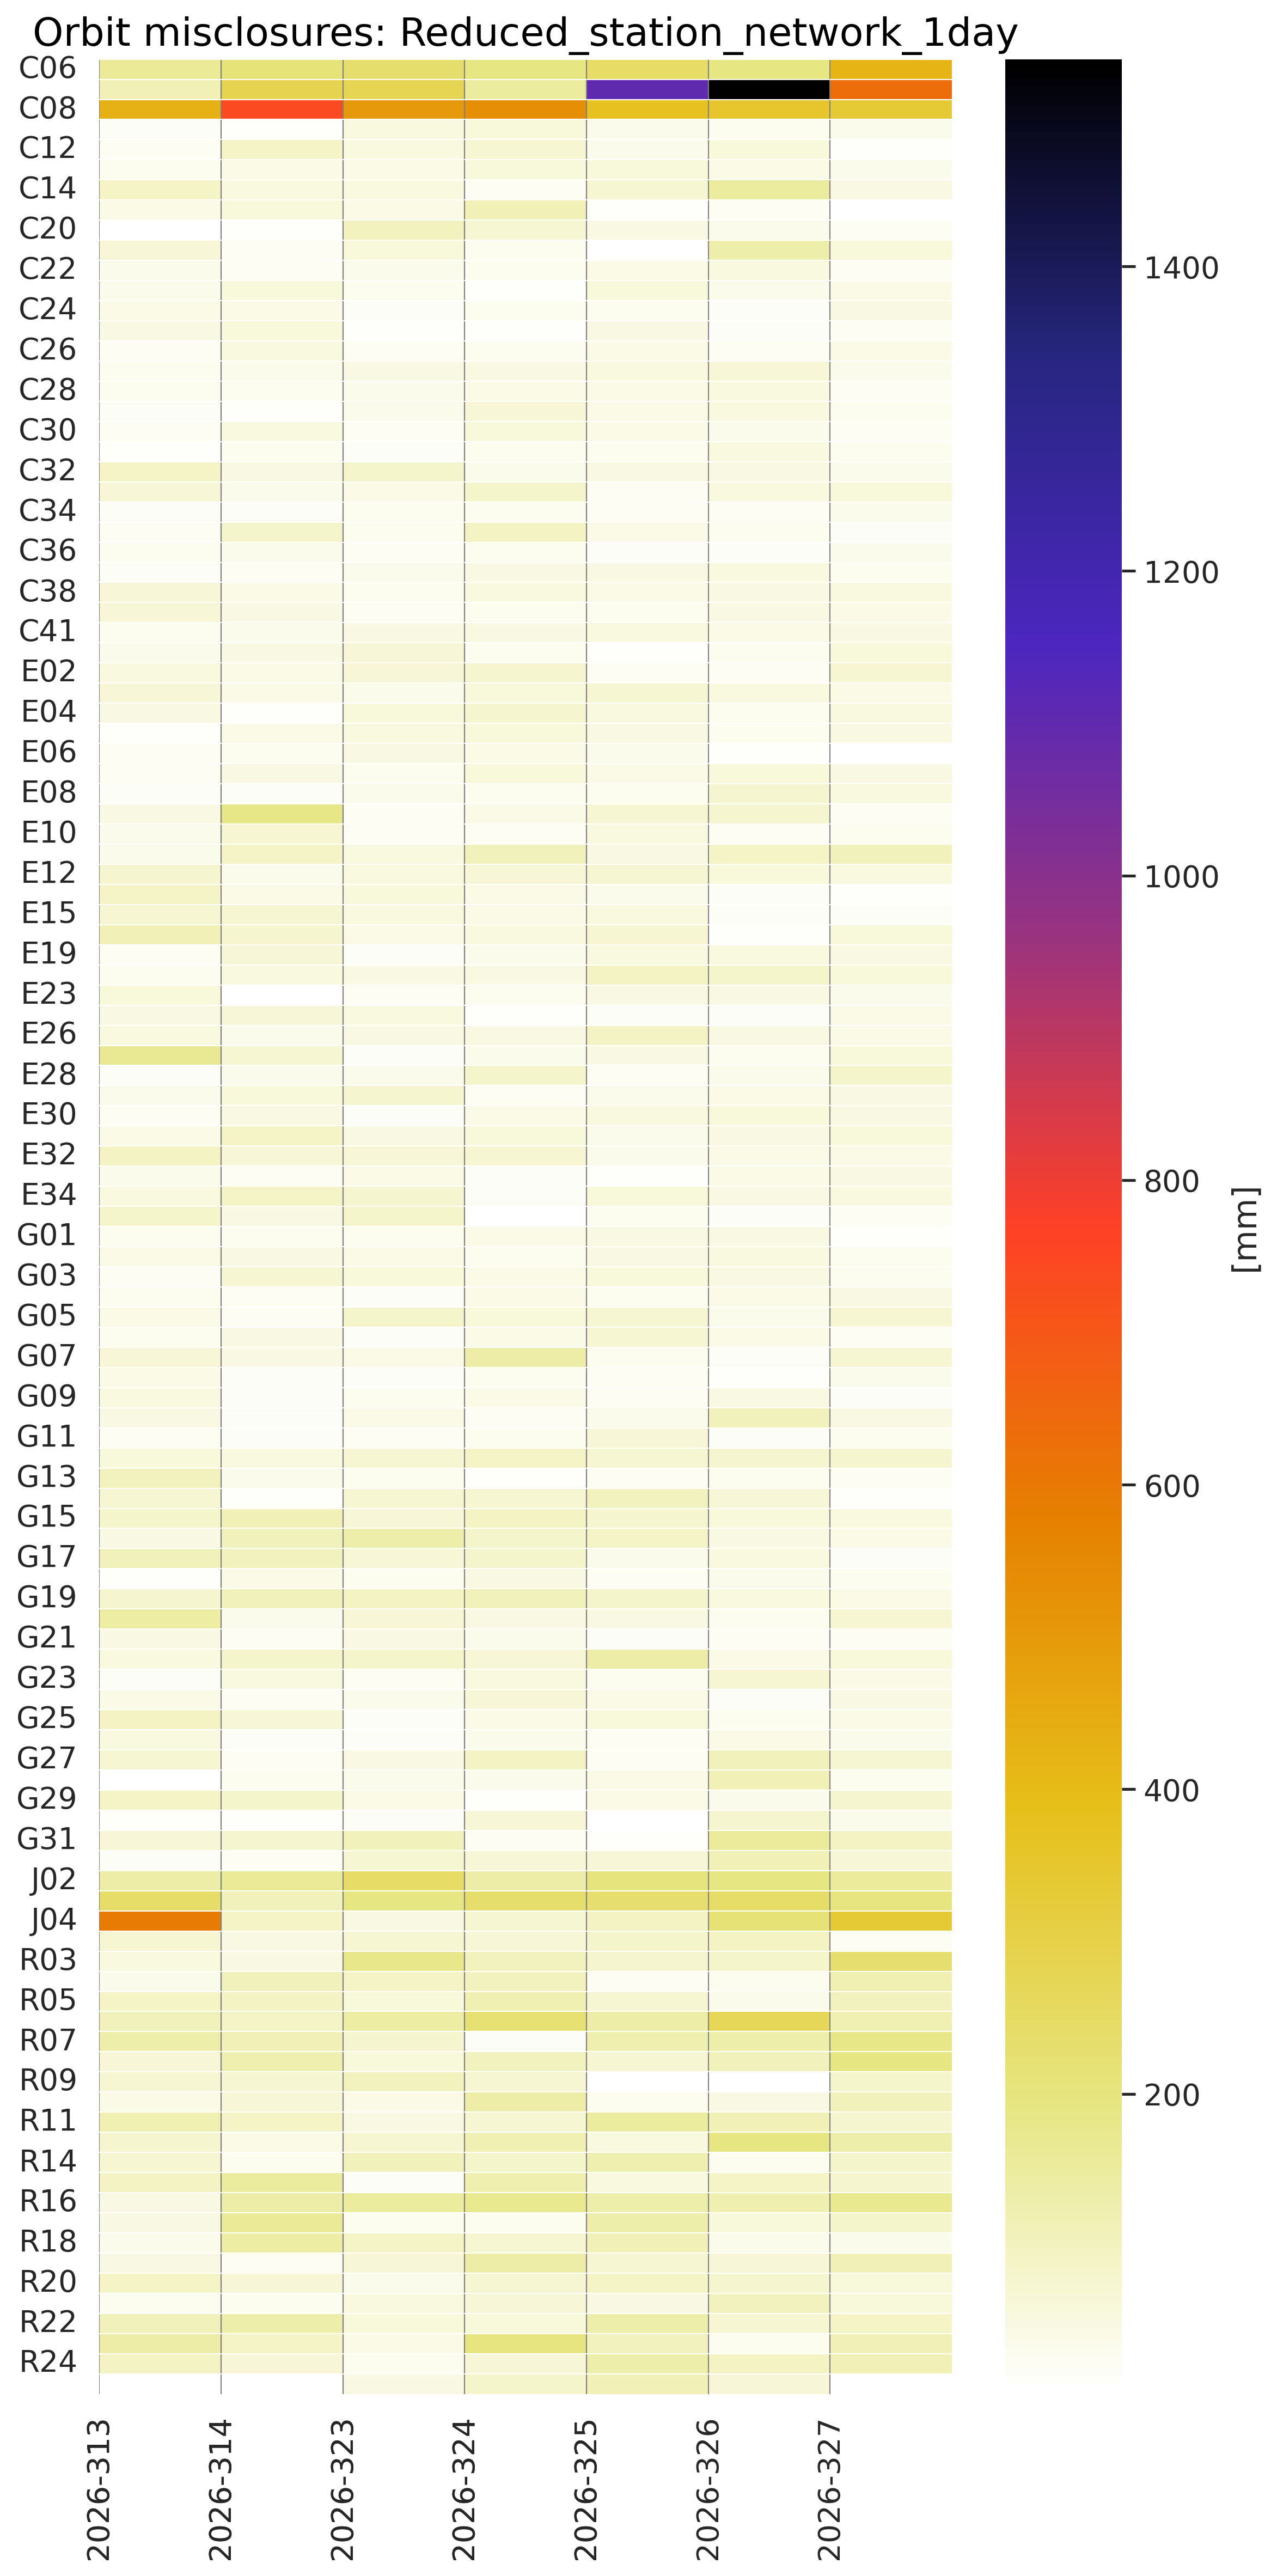 Orbit misclosures: Reduced_station_network_1day
C06
C08
C12
C14
C20
C22
C24
C26
C28
C30
C32
C34
C36
C38
C41
E02
E04
E06
E08
E10
E12
E15
E19
E23
E26
E28
E30
E32
E34
G01
G03
G05
G07
G09
G11
G13
G15
G17
G19
G21
G23
G25
G27
G29
G31
J02
J04
R03
R05
R07
R09
R11
R14
R16
R18
R20
R22
R24
2026-313
2026-314
2026-323
2026-324
2026-325
2026-326
2026-327
1400
1200
1000
800
600
400
200
[mm]